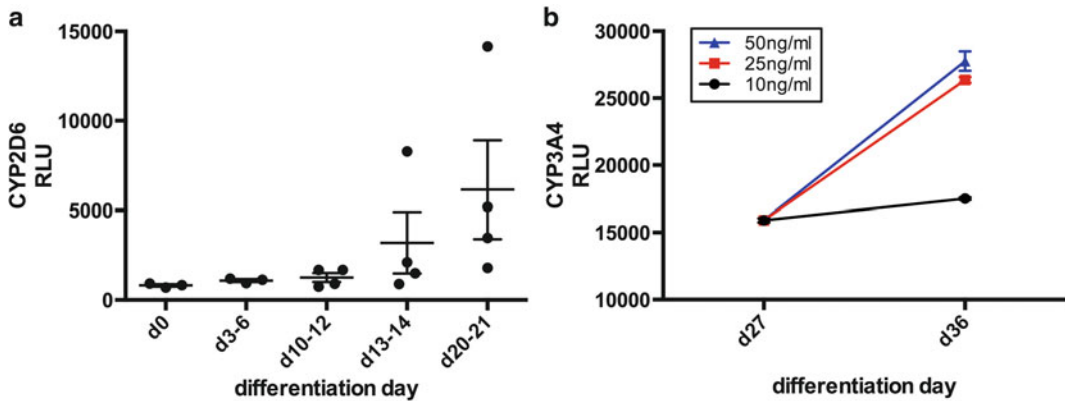 a
CYP2D6
RLU
15000
10000
5000
0
d0
d3-6
d10-12
d13-14
d20-21
differentiation day
b
CYP3A4
RLU
30000
25000
20000
15000
10000
50ng/ml
25ng/ml
10ng/ml
d27
d36
differentiation day